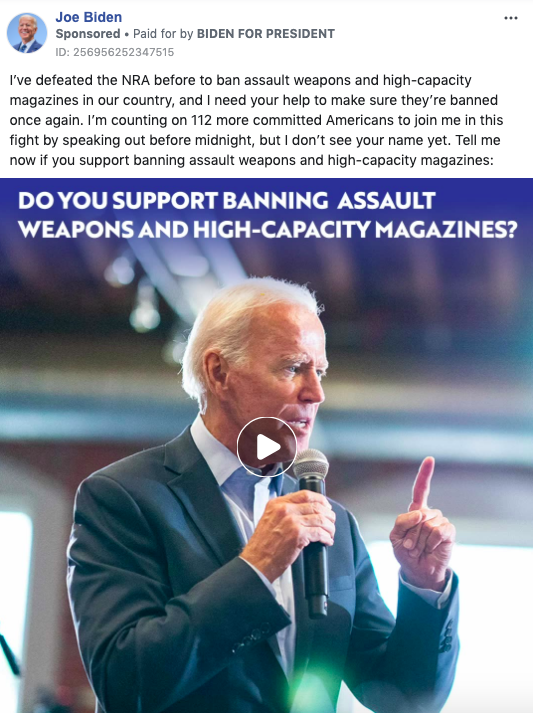 Joe Biden
Sponsored • Paid for by BIDEN FOR PRESIDENT
ID: 256956252347515
I’ve defeated the NRA before to ban assault weapons and high-capacity
magazines in our country, and I need your help to make sure they’re banned
once again. I’m counting on 112 more committed Americans to join me in this
fight by speaking out before midnight, but I don’t see your name yet. Tell me
now if you support banning assault weapons and high-capacity magazines:
DO YOU SUPPORT BANNING ASSAULT
WEAPONS AND HIGH-CAPACITY MAGAZINES?